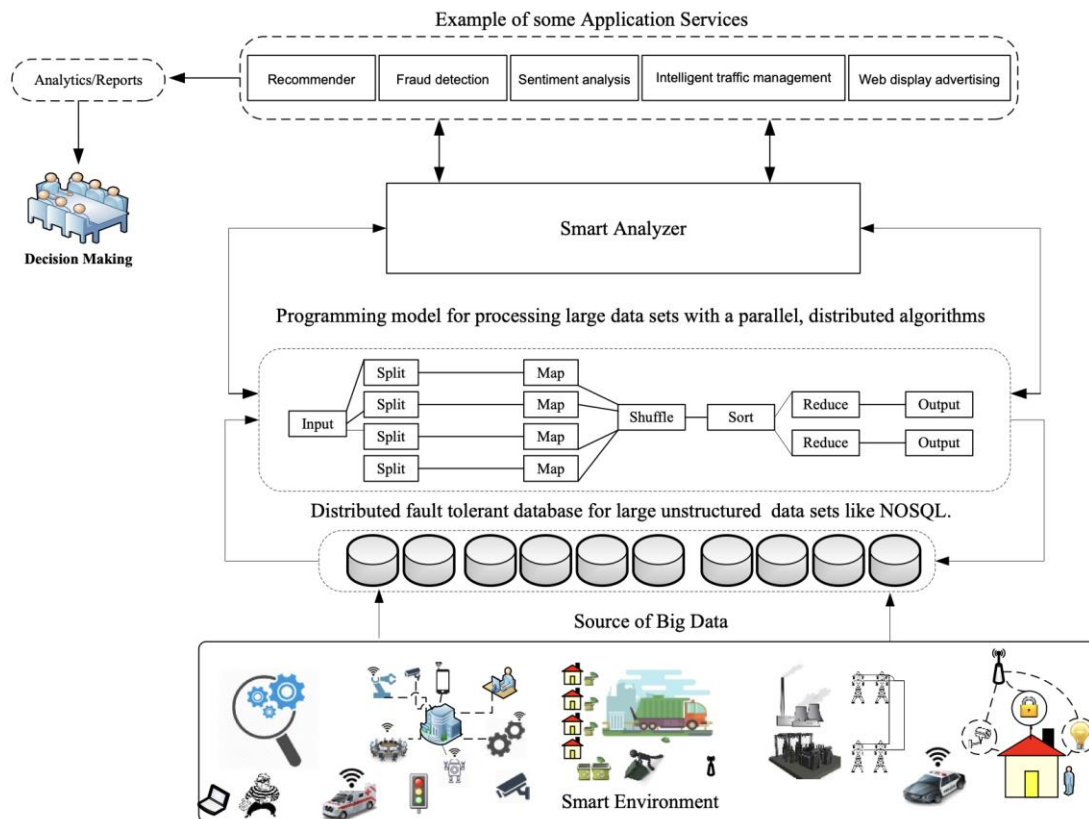 Example of some Application Services
Analytics/Reports
Recommender
Fraud detection
Sentiment analysis
Intelligent traffic management
Web display advertising
Decision Making
Smart Analyzer
Programming model for processing large data sets with a parallel, distributed algorithms
Input
Split
Map
Split
Map
Split
Map
Split
Map
Shuffle
Sort
Reduce
Output
Reduce
Output
Distributed fault tolerant database for large unstructured data sets like NOSQL.
Source of Big Data
Smart Environment